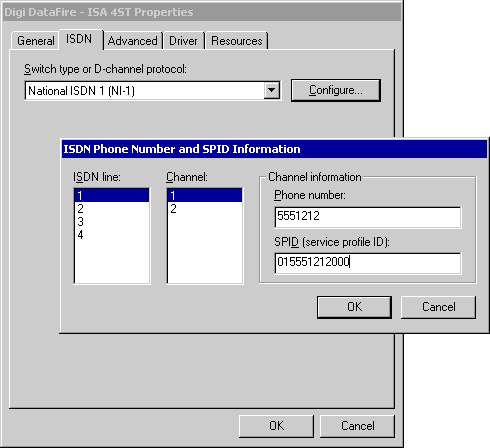 Digi DataFire - ISA 4ST Properties
General ISDN Advanced Driver Resources
Switch type or D-channel protocol:
National ISDN 1 (NI-1) Configure...
ISDN Phone Number and SPID Information
ISDN line: Channel: Channel information
1 1 Phone number:
2 2 5551212
3
4
SPID (service profile ID):
015551212000
OK Cancel
OK Cancel